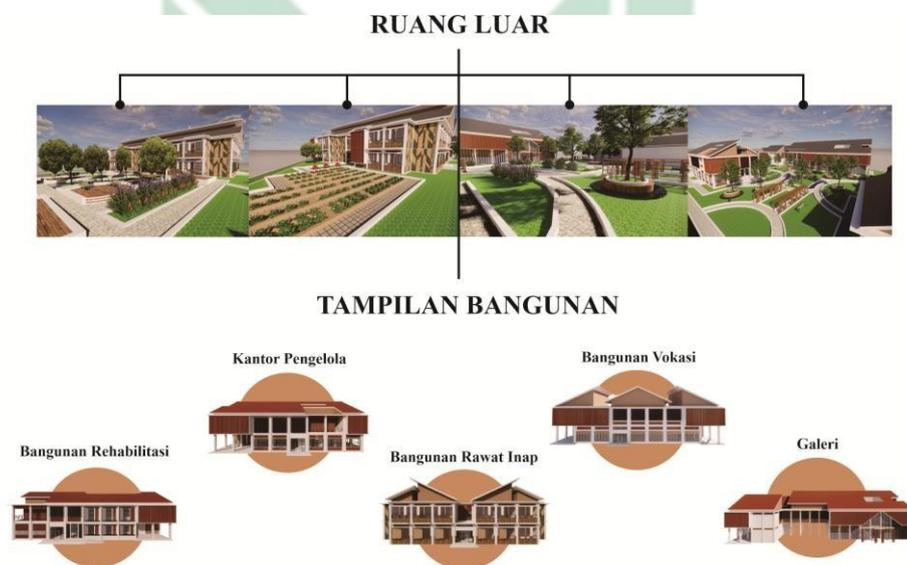 RUANG LUAR
TAMPILAN BANGUNAN
Kantor Pengelola
Bangunan Vokasi
Bangunan Rehabilitasi
Bangunan Rawat Inap
Galeri